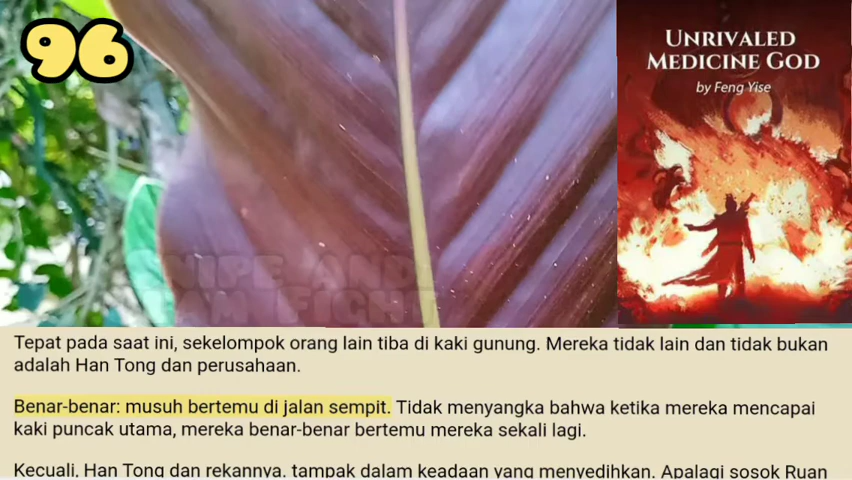 96
UNRIVALED
MEDICINE GOD
by Feng Yise
SNIPE AND
Tepat pada saat ini, sekelompok orang lain tiba di kaki gunung. Mereka tidak lain dan tidak bukan
adalah Han Tong dan perusahaan.
Benar-benar: musuh bertemu di jalan sempit. Tidak menyangka bahwa ketika mereka mencapai
kaki puncak utama, mereka benar-benar bertemu mereka sekali lagi.
Kecuali, Han Tong dan rekannya, tampak dalam keadaan yang menyedihkan. Apalagi sosok Ruan